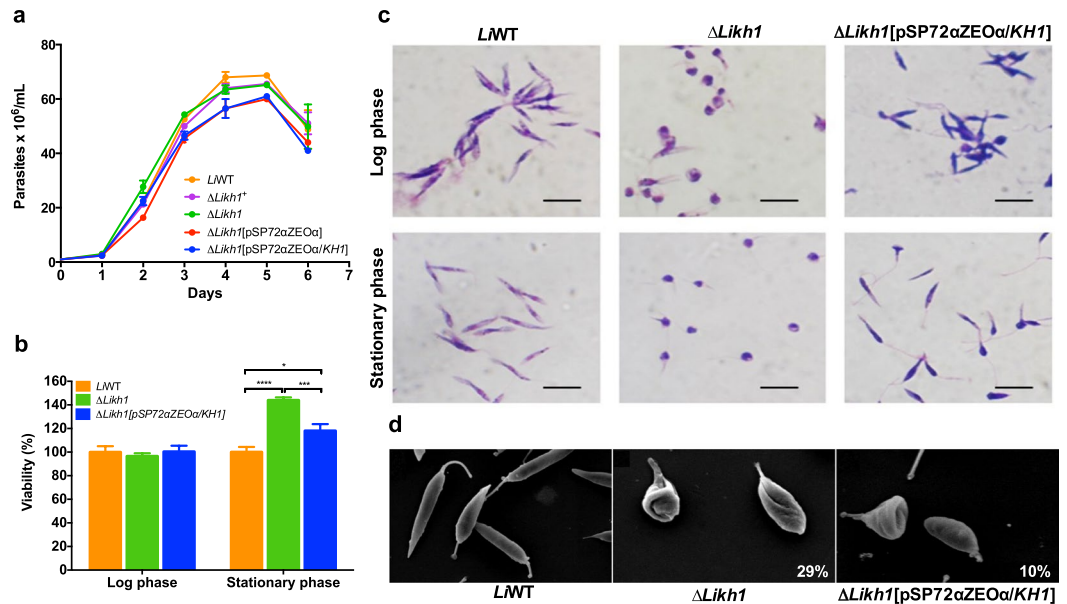 a
80
60
40
20
0
Parasites x 10⁶/mL
0 1 2 3 4 5 6 7
Days
LiWT
ΔLikh1⁺
ΔLikh1
ΔLikh1[pSP72αZEOα]
ΔLikh1[pSP72αZEOα/KH1]
b
160
140
120
100
80
60
40
20
0
Viability (%)
LiWT
ΔLikh1
ΔLikh1[pSP72αZEOα/KH1]
*
**** ***
Log phase Stationary phase
c
LiWT ΔLikh1 ΔLikh1[pSP72αZEOα/KH1]
Log phase
Stationary phase
d
29% 10%
LiWT ΔLikh1 ΔLikh1[pSP72αZEOα/KH1]